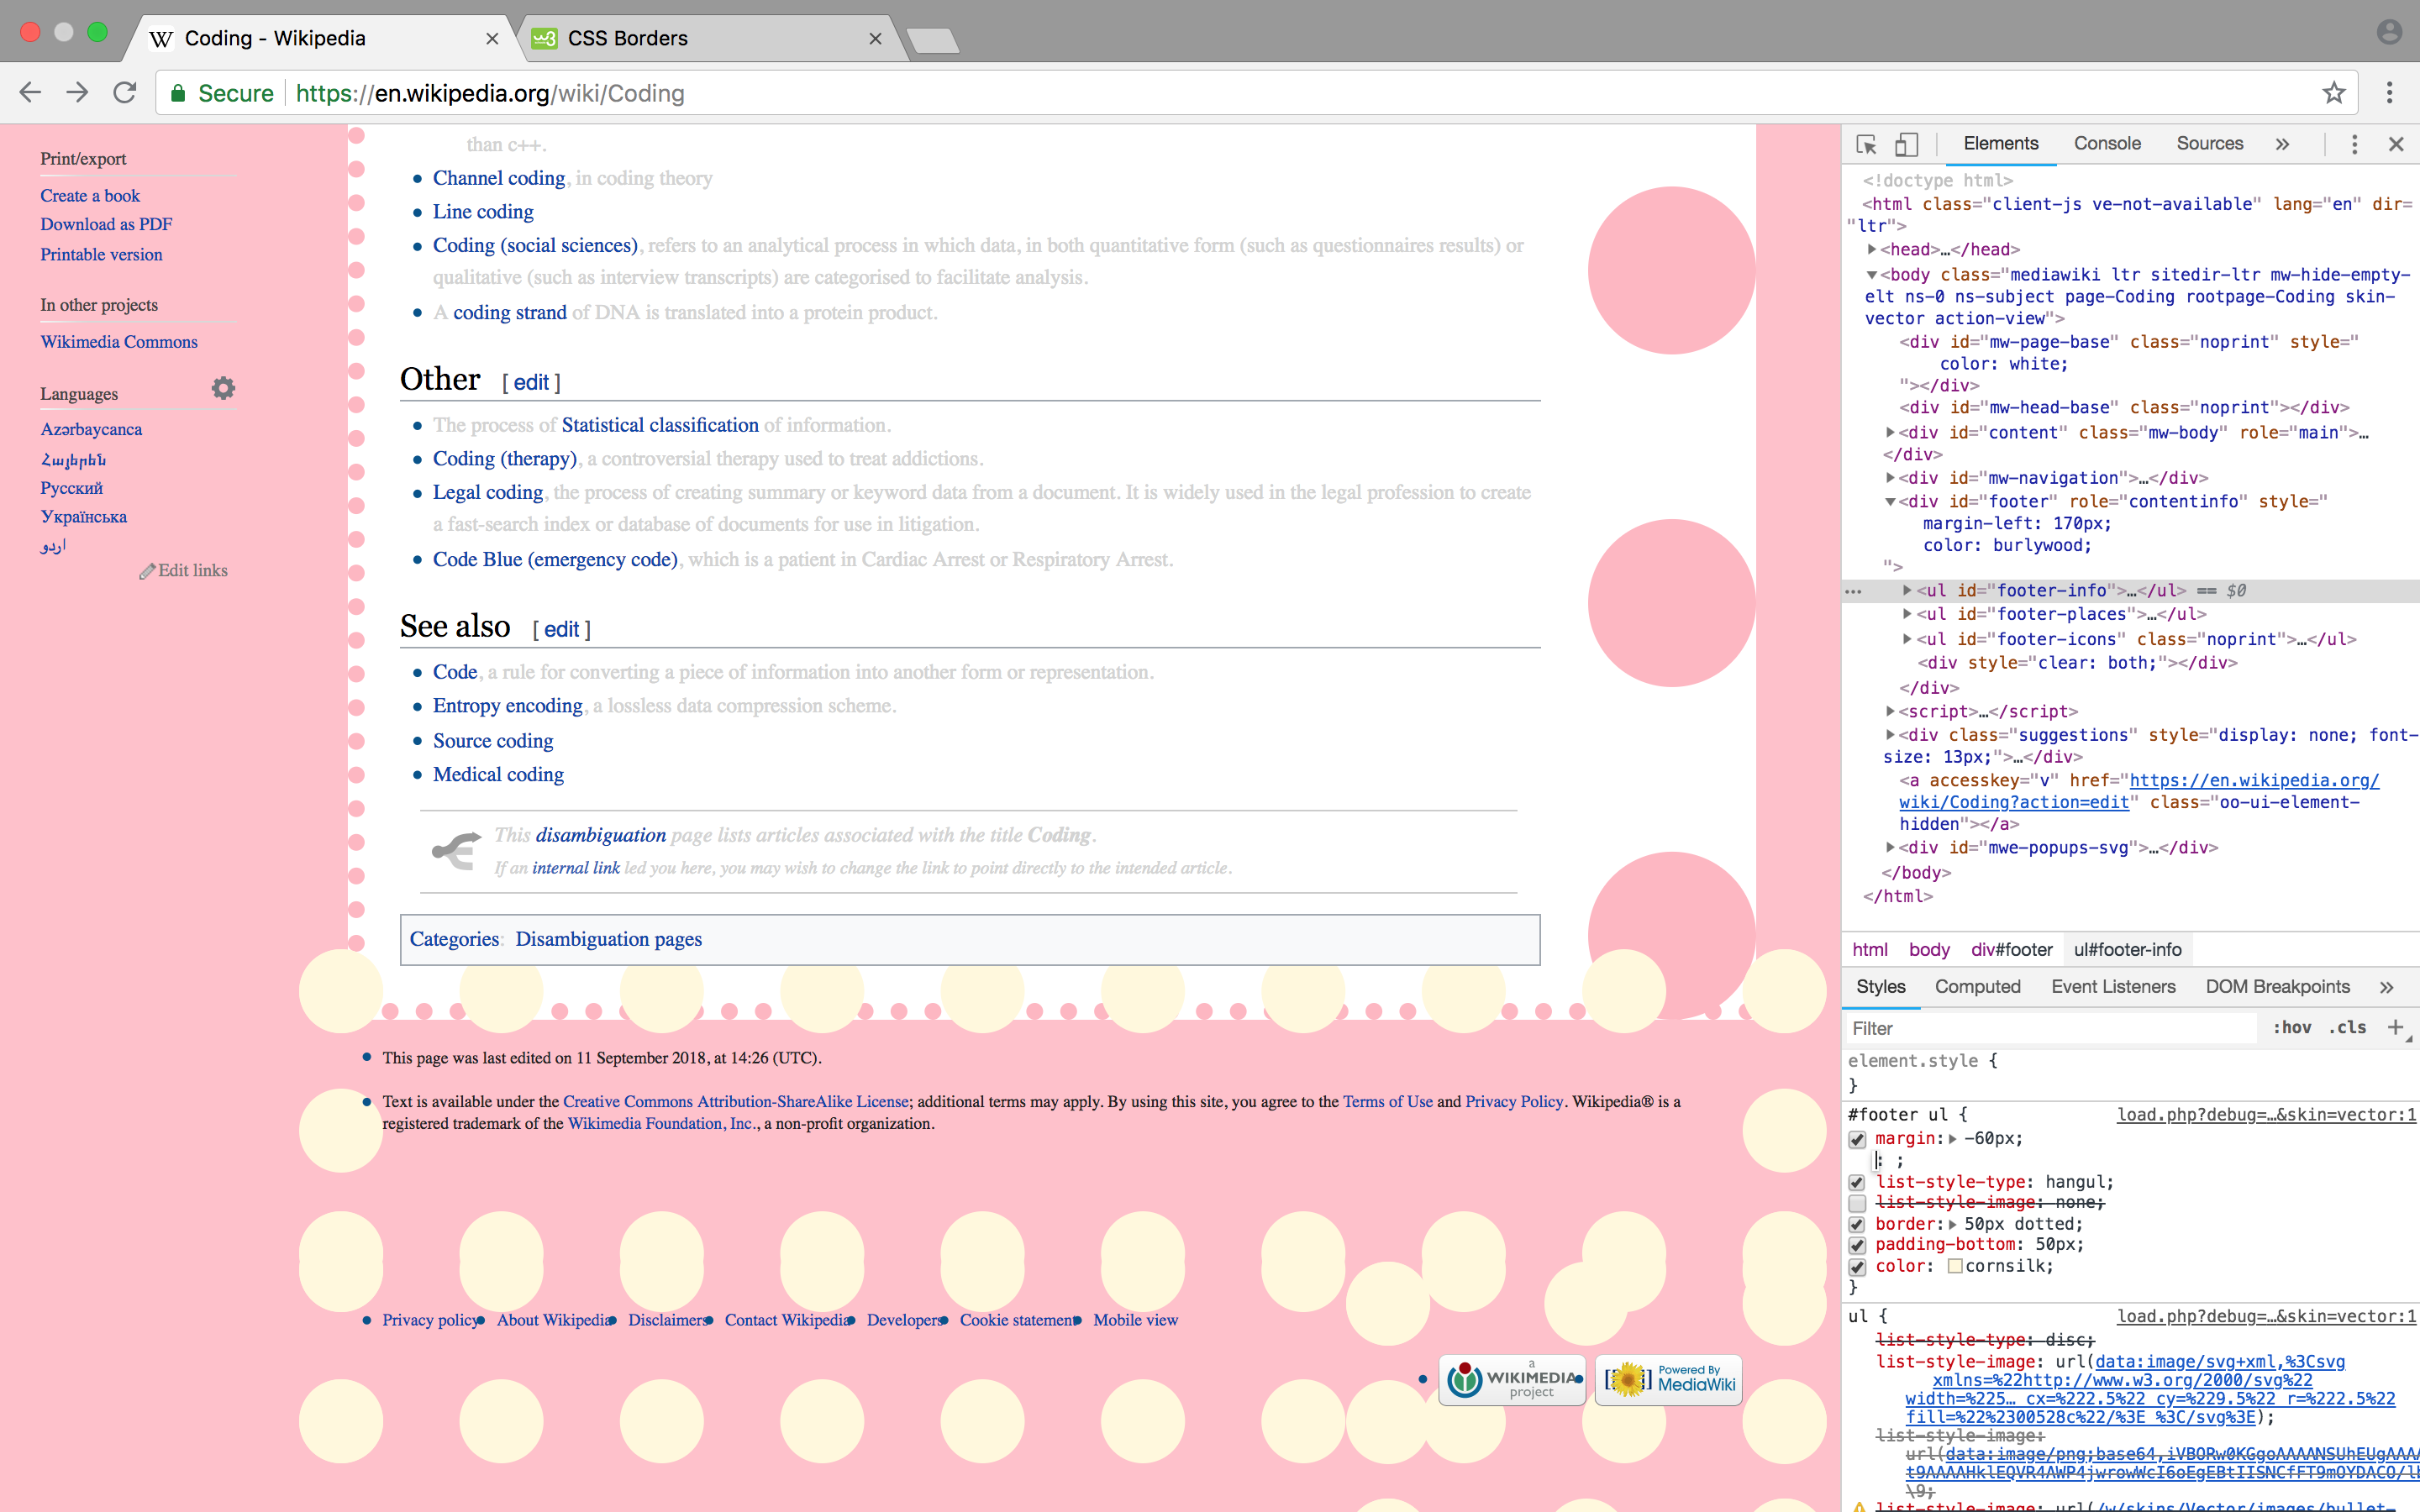 Coding - Wikipedia
CSS Borders
Secure
https://en.wikipedia.org/wiki/Coding
Print/export
Create a book
Download as PDF
Printable version
In other projects
Wikimedia Commons
Languages
Azərbaycanca
Հայերեն
Русский
Українська
اردو
Edit links
than c++.
Channel coding, in coding theory
Line coding
Coding (social sciences), refers to an analytical process in which data, in both quantitative form (such as questionnaires results) or
qualitative (such as interview transcripts) are categorised to facilitate analysis.
A coding strand of DNA is translated into a protein product.
Other [ edit ]
The process of Statistical classification of information.
Coding (therapy), a controversial therapy used to treat addictions.
Legal coding, the process of creating summary or keyword data from a document. It is widely used in the legal profession to create
a fast-search index or database of documents for use in litigation.
Code Blue (emergency code), which is a patient in Cardiac Arrest or Respiratory Arrest.
See also [ edit ]
Code, a rule for converting a piece of information into another form or representation.
Entropy encoding, a lossless data compression scheme.
Source coding
Medical coding
This disambiguation page lists articles associated with the title Coding.
If an internal link led you here, you may wish to change the link to point directly to the intended article.
Categories: Disambiguation pages
This page was last edited on 11 September 2018, at 14:26 (UTC).
Text is available under the Creative Commons Attribution-ShareAlike License; additional terms may apply. By using this site, you agree to the Terms of Use and Privacy Policy. Wikipedia® is a
registered trademark of the Wikimedia Foundation, Inc., a non-profit organization.
Privacy policy About Wikipedia Disclaimers Contact Wikipedia Developers Cookie statement Mobile view
a
WIKIMEDIA
project
Powered By
MediaWiki
Elements Console Sources »
<!doctype html>
<html class="client-js ve-not-available" lang="en" dir=
"ltr">
<head>…</head>
<body class="mediawiki ltr sitedir-ltr mw-hide-empty-
elt ns-0 ns-subject page-Coding rootpage-Coding skin-
vector action-view">
<div id="mw-page-base" class="noprint" style="
color: white;
"></div>
<div id="mw-head-base" class="noprint"></div>
<div id="content" class="mw-body" role="main">…
</div>
<div id="mw-navigation">…</div>
<div id="footer" role="contentinfo" style="
margin-left: 170px;
color: burlywood;
">
<ul id="footer-info">…</ul> == $0
<ul id="footer-places">…</ul>
<ul id="footer-icons" class="noprint">…</ul>
<div style="clear: both;"></div>
</div>
<script>…</script>
<div class="suggestions" style="display: none; font-
size: 13px;">…</div>
<a accesskey="v" href="https://en.wikipedia.org/
wiki/Coding?action=edit" class="oo-ui-element-
hidden"></a>
<div id="mwe-popups-svg">…</div>
</body>
</html>
html body div#footer ul#footer-info
Styles Computed Event Listeners DOM Breakpoints »
Filter :hov .cls +
element.style {
}
#footer ul { load.php?debug=…&skin=vector:1
margin: -60px;
: ;
list-style-type: hangul;
list-style-image: none;
border: 50px dotted;
padding-bottom: 50px;
color: cornsilk;
}
ul { load.php?debug=…&skin=vector:1
list-style-type: disc;
list-style-image: url(data:image/svg+xml,%3Csvg
xmlns=%22http://www.w3.org/2000/svg%22
width=%225… cx=%222.5%22 cy=%229.5%22 r=%222.5%22
fill=%22%2300528c%22/%3E %3C/svg%3E);
list-style-image:
url(data:image/png;base64,iVBORw0KGgoAAAANSUhEUgAAA
\9;
list-style-image: url(/w/skins/Vector/images/bullet-